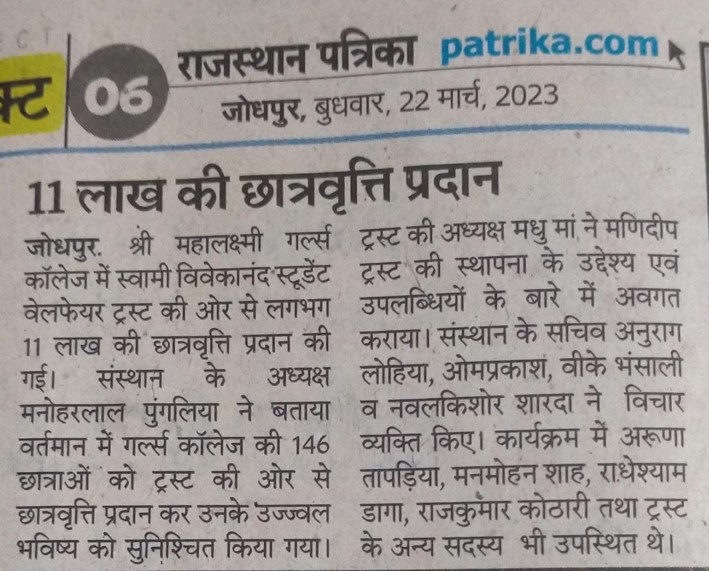 CT
क्ट
06
राजस्थान पत्रिका patrika.com
जोधपुर, बुधवार, 22 मार्च, 2023
11 लाख की छात्रवृत्ति प्रदान
जोधपुर. श्री महालक्ष्मी गर्ल्स
कॉलेज में स्वामी विवेकानंद स्टूडेंट
वेलफेयर ट्रस्ट की ओर से लगभग
11 लाख की छात्रवृत्ति प्रदान की
गई। संस्थान के अध्यक्ष
मनोहरलाल पुंगलिया ने बताया
वर्तमान में गर्ल्स कॉलेज की 146
छात्राओं को ट्रस्ट की ओर से
छात्रवृत्ति प्रदान कर उनके उज्ज्वल
भविष्य को सुनिश्चित किया गया।
ट्रस्ट की अध्यक्ष मधु मां ने मणिदीप
ट्रस्ट की स्थापना के उद्देश्य एवं
उपलब्धियों के बारे में अवगत
कराया। संस्थान के सचिव अनुराग
लोहिया, ओमप्रकाश, वीके भंसाली
व नवलकिशोर शारदा ने विचार
व्यक्ति किए। कार्यक्रम में अरूणा
तापड़िया, मनमोहन शाह, राधेश्याम
डागा, राजकुमार कोठारी तथा ट्रस्ट
के अन्य सदस्य भी उपस्थित थे।